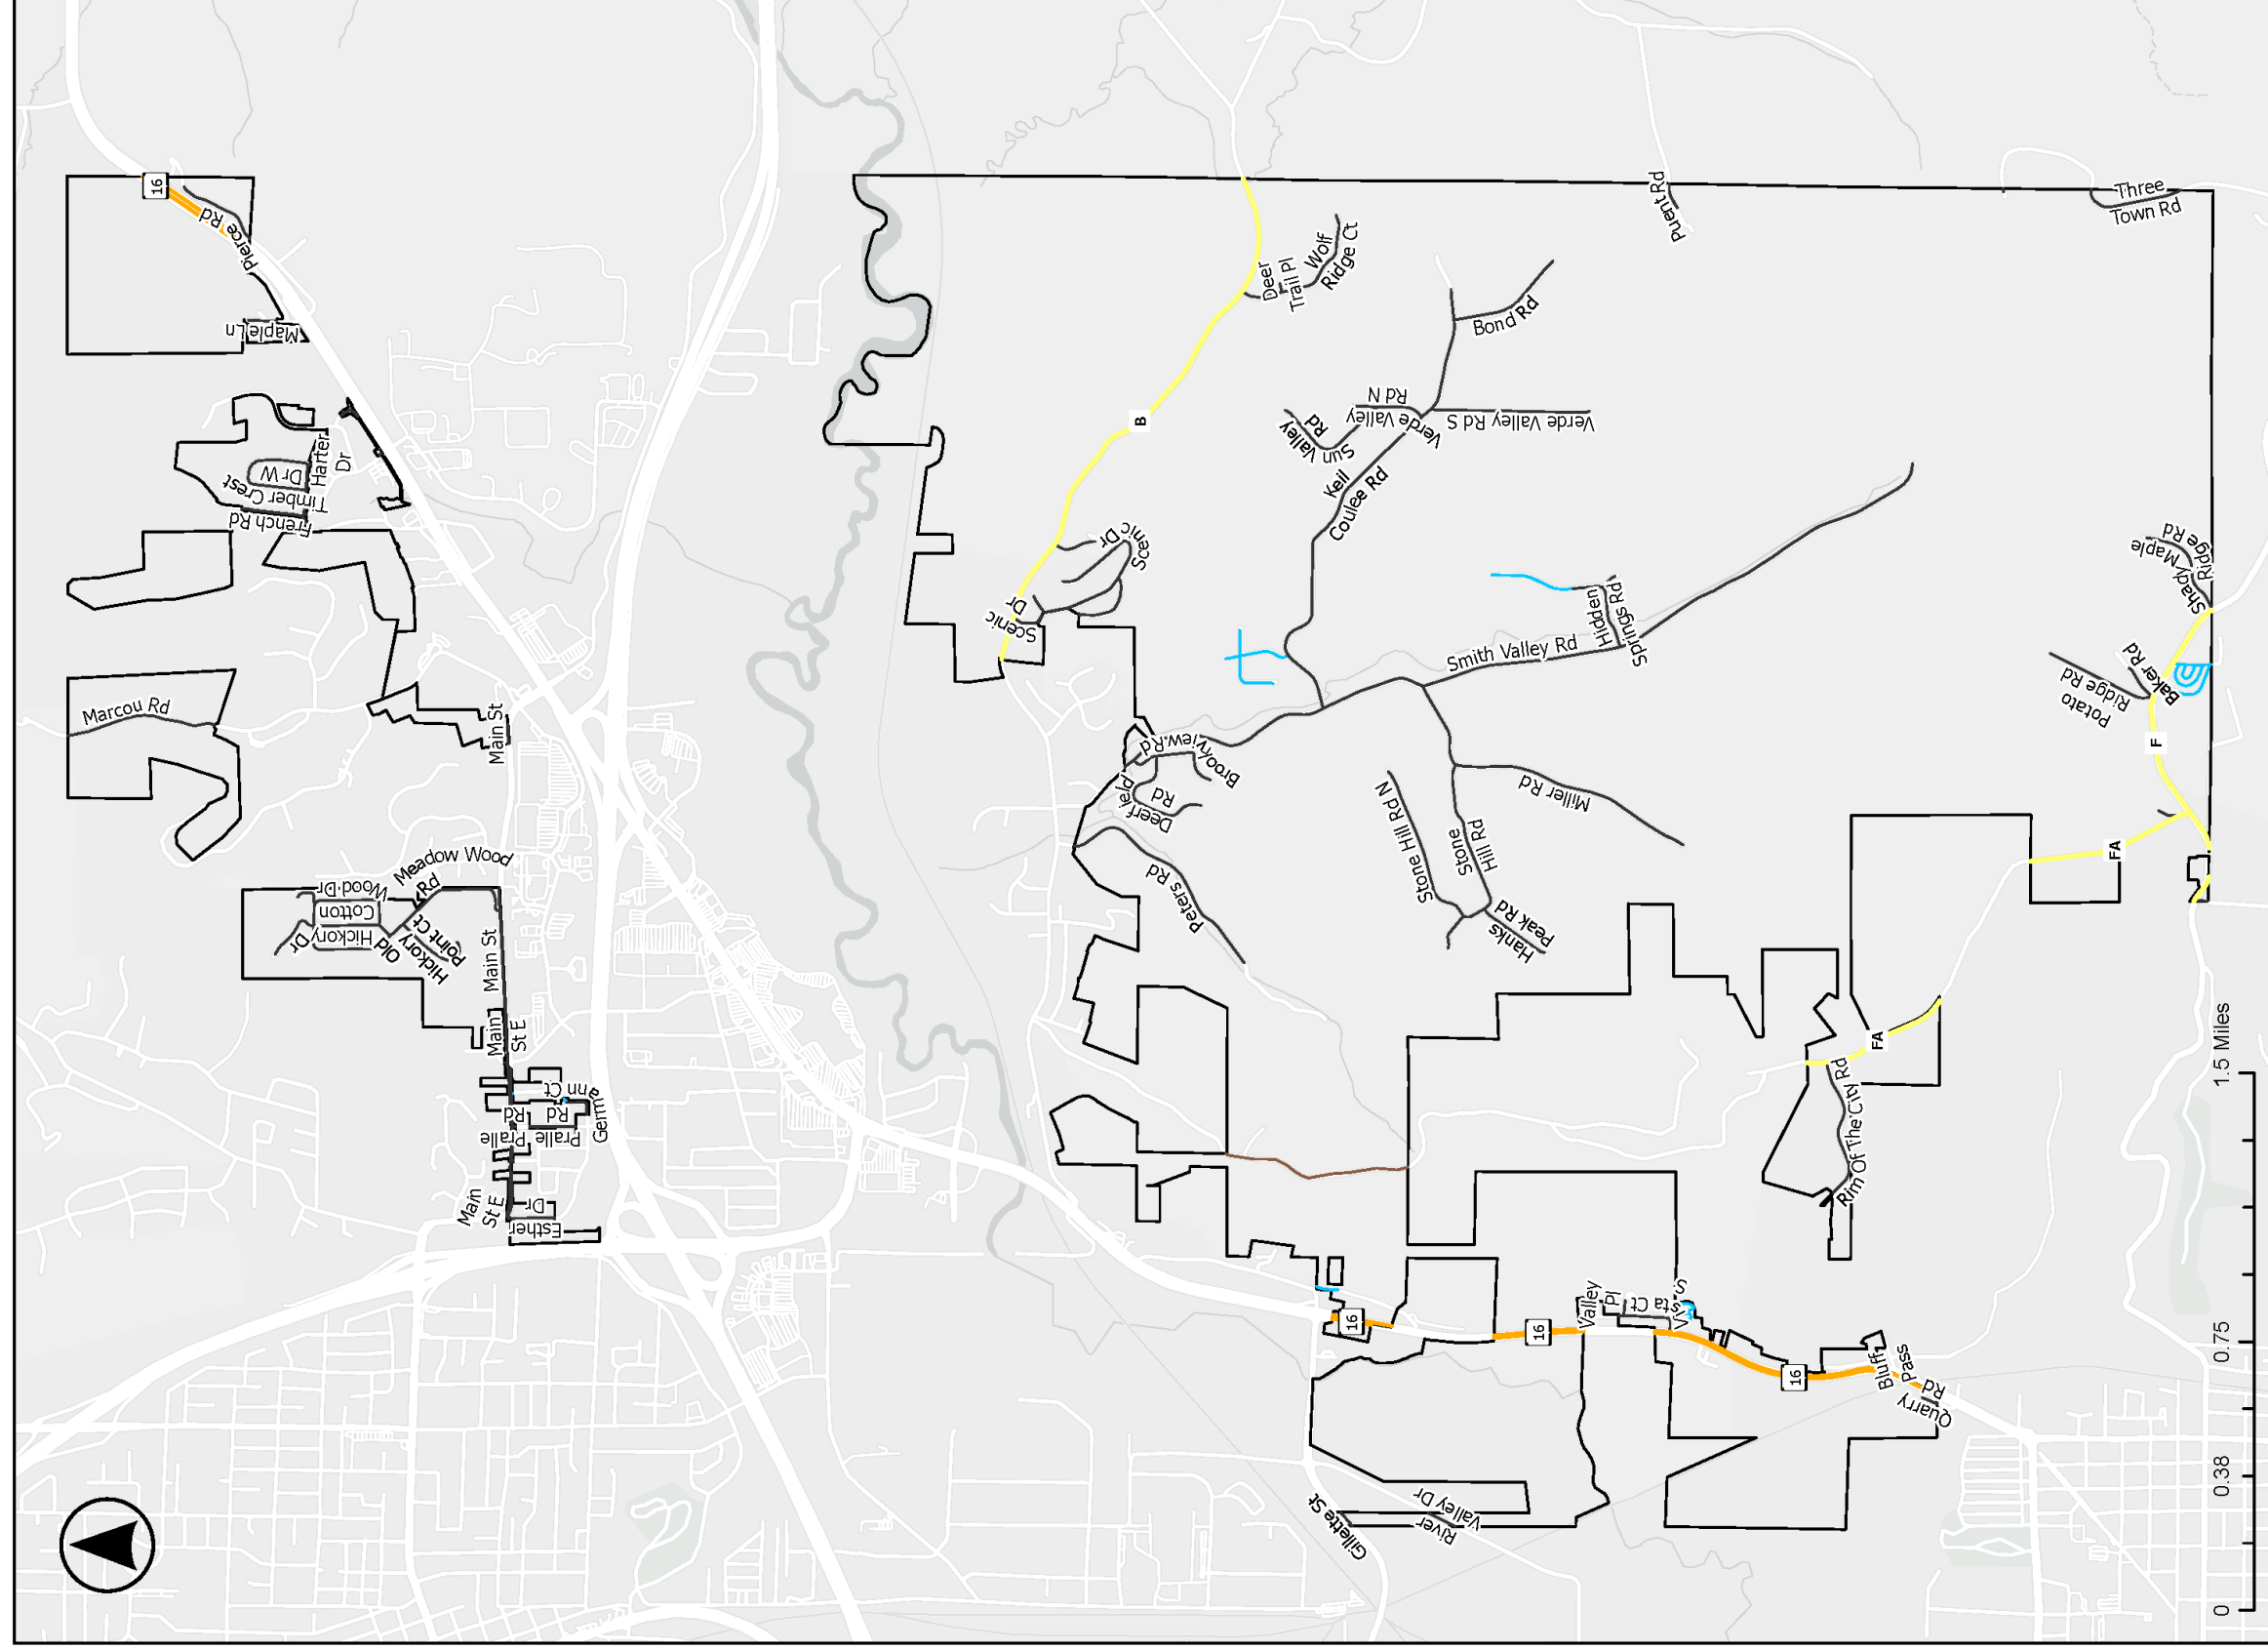 16
Pierce Rd
Maple Ln
Harter
Dr
Timber Crest
Dr W
French Rd
Marcou Rd
Main St
Meadow Wood
Rd
Wood Dr
Cotton
Hickory
Dr
Old
Hickory
Point Ct
Main St
Main
St E
Germann Ct
Pralle
Rd
Pralle
Rd
Main
St E
Esther
Dr
B
Deer
Trail Pl
Wolf
Ridge Ct
Puent Rd
Three
Town Rd
Bond Rd
Verde Valley
Rd N
Verde Valley Rd S
Verde
Sun Valley
Rd
Keil
Coulee Rd
Scenic
Dr
Scenic
Dr
Hidden
Springs Rd
Smith Valley Rd
Shady Maple
Ridge Rd
Ridge
Baker Rd
Potato
Ridge Rd
F
FA
Brookview Rd
Deerfield
Rd
Miller Rd
Stone Hill Rd N
Stone
Hill Rd
Hanks
Peak Rd
Peters Rd
FA
Rim Of The City Rd
16
16
Valley
Pl
Vista Ct
S
16
Bluff
Pass
Quarry
Rd
Gillette St
River
Valley Dr
0
0.38
0.75
1.5 Miles